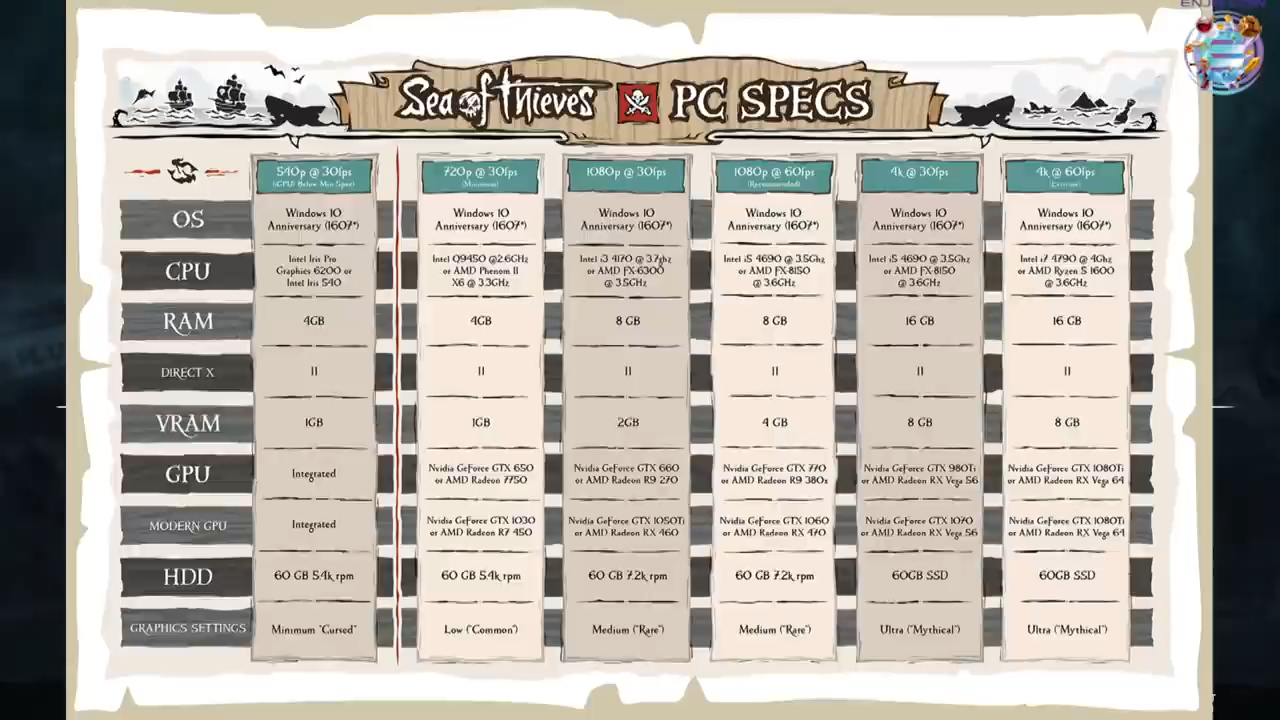 ENJ
Sea of Thieves PC SPECS
540p @ 30fps 720p @ 30fps 1080p @ 30fps 1080p @ 60fps 4k @ 30fps 4k @ 60fps
(iGPU) Below Min Spec) (Minimum) (Recommended) (Extreme)
OS
Windows 10 Windows 10 Windows 10 Windows 10 Windows 10 Windows 10
Anniversary (1607*) Anniversary (1607*) Anniversary (1607*) Anniversary (1607*) Anniversary (1607*) Anniversary (1607*)
CPU
Intel Iris Pro Intel Q9450 @2.6GHz Intel i3 4170 @ 3.7ghz Intel i5 4690 @ 3.5Ghz Intel i5 4690 @ 3.5Ghz Intel i7 4790 @ 4Ghz
Graphics 6200 or or AMD Phenom II or AMD FX-6300 or AMD FX-8150 or AMD FX-8150 or AMD Ryzen 5 1600
Intel Iris 540 X6 @ 3.3GHz @ 3.5GHz @ 3.6GHz @ 3.6GHz @ 3.6GHz
RAM 4GB 4GB 8 GB 8 GB 16 GB 16 GB
DIRECT X 11 11 11 11 11 11
VRAM 1GB 1GB 2GB 4 GB 8 GB 8 GB
GPU
Integrated Nvidia GeForce GTX 650 Nvidia GeForce GTX 660 Nvidia GeForce GTX 770 Nvidia GeForce GTX 980Ti Nvidia GeForce GTX 1080Ti
or AMD Radeon 7750 or AMD Radeon R9 270 or AMD Radeon R9 380x or AMD Radeon RX Vega 56 or AMD Radeon RX Vega 64
MODERN GPU
Integrated Nvidia GeForce GTX 1030 Nvidia GeForce GTX 1050Ti Nvidia GeForce GTX 1060 Nvidia GeForce GTX 1070 Nvidia GeForce GTX 1080Ti
or AMD Radeon R7 450 or AMD Radeon RX 460 or AMD Radeon RX 470 or AMD Radeon RX Vega 56 or AMD Radeon RX Vega 64
HDD 60 GB 5.4k rpm 60 GB 5.4k rpm 60 GB 7.2k rpm 60 GB 7.2k rpm 60GB SSD 60GB SSD
GRAPHICS SETTINGS Minimum "Cursed" Low ("Common") Medium ("Rare") Medium ("Rare") Ultra ("Mythical") Ultra ("Mythical")